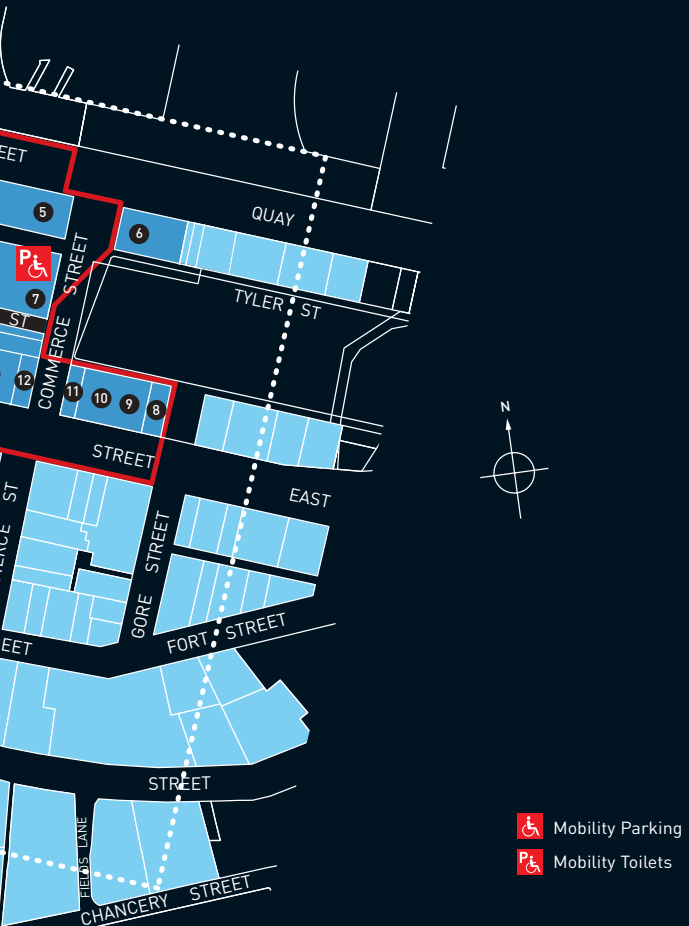 EET
5
QUAY
6
STREET
P
7
TYLER ST
ST
COMMERCE
12
11
10
9
8
STREET
N
EAST
ST
STREET
GORE
FORT STREET
EET
STREET
Mobility Parking
P
Mobility Toilets
FIELDS LANE
CHANCERY STREET